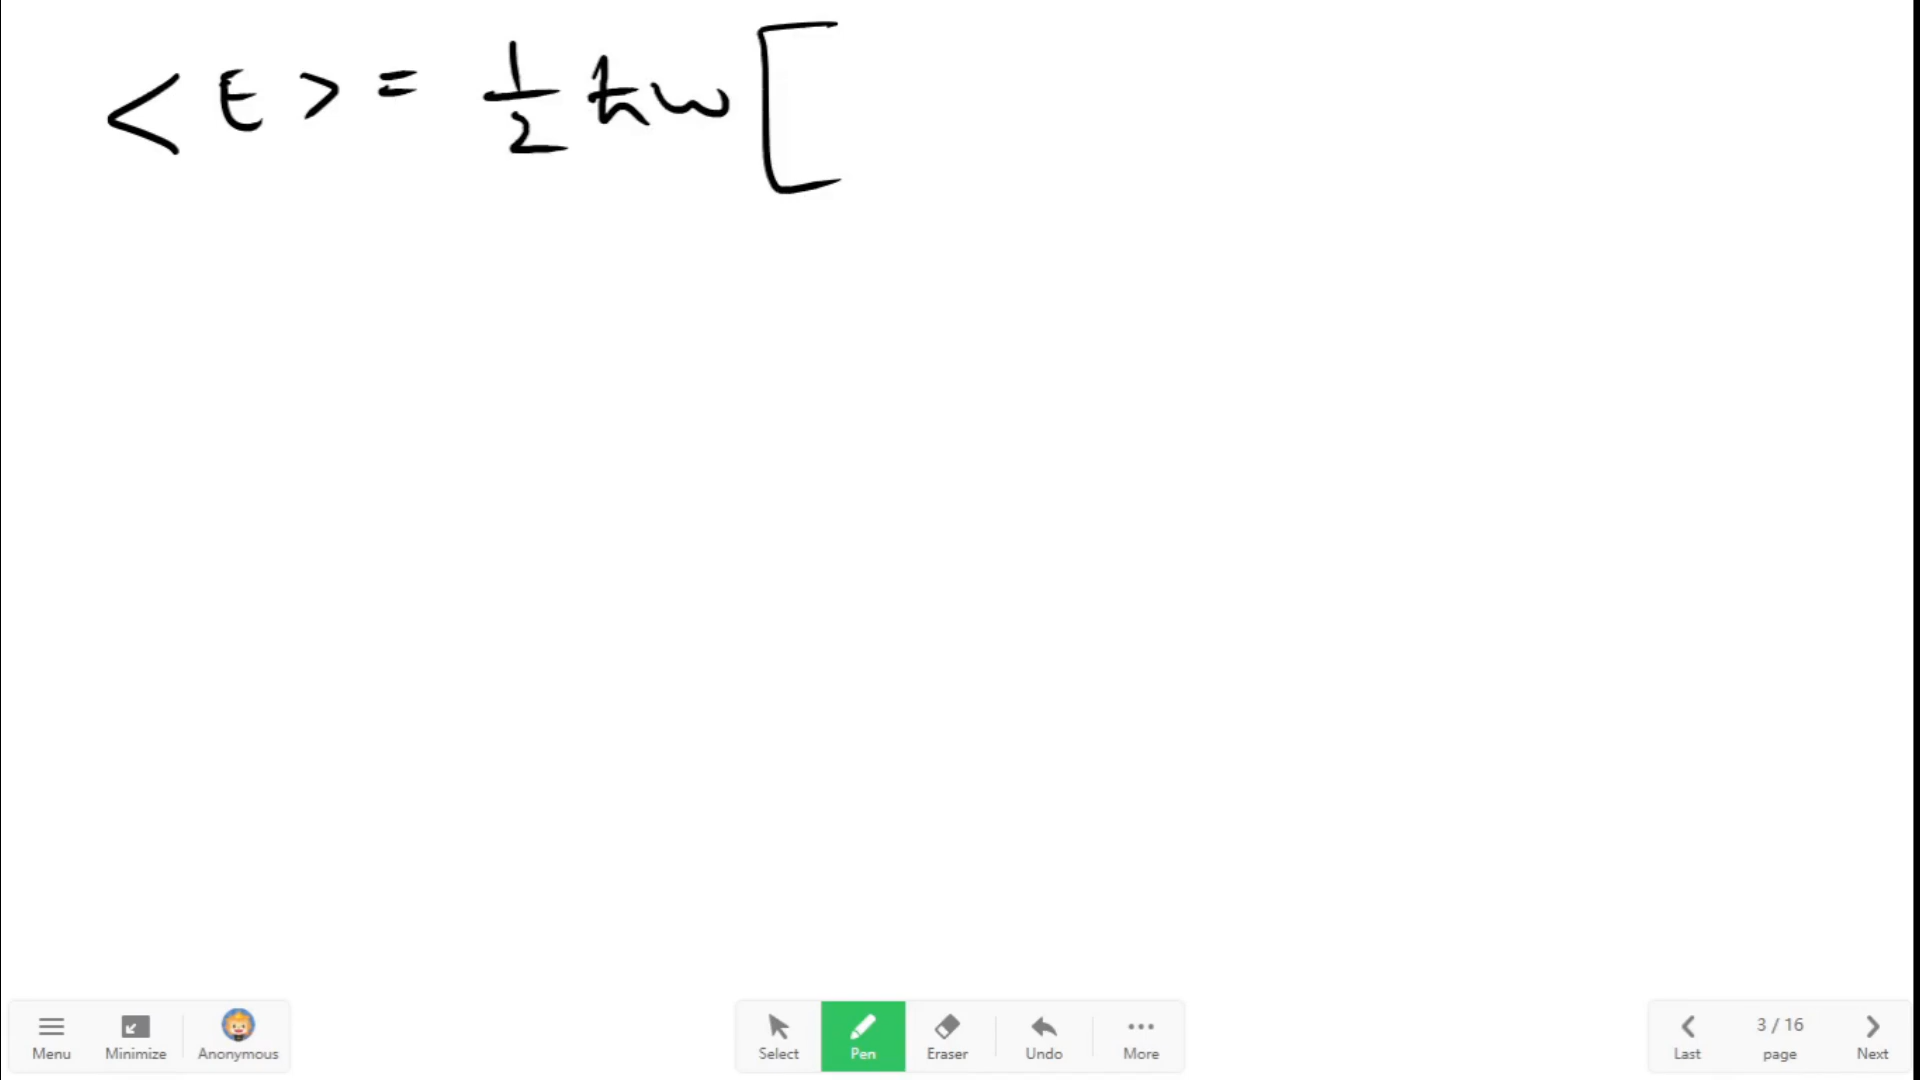 <E> = 1/2 ħω [
Menu Minimize Anonymous Select Pen Eraser Undo More Last 3 / 16 page Next